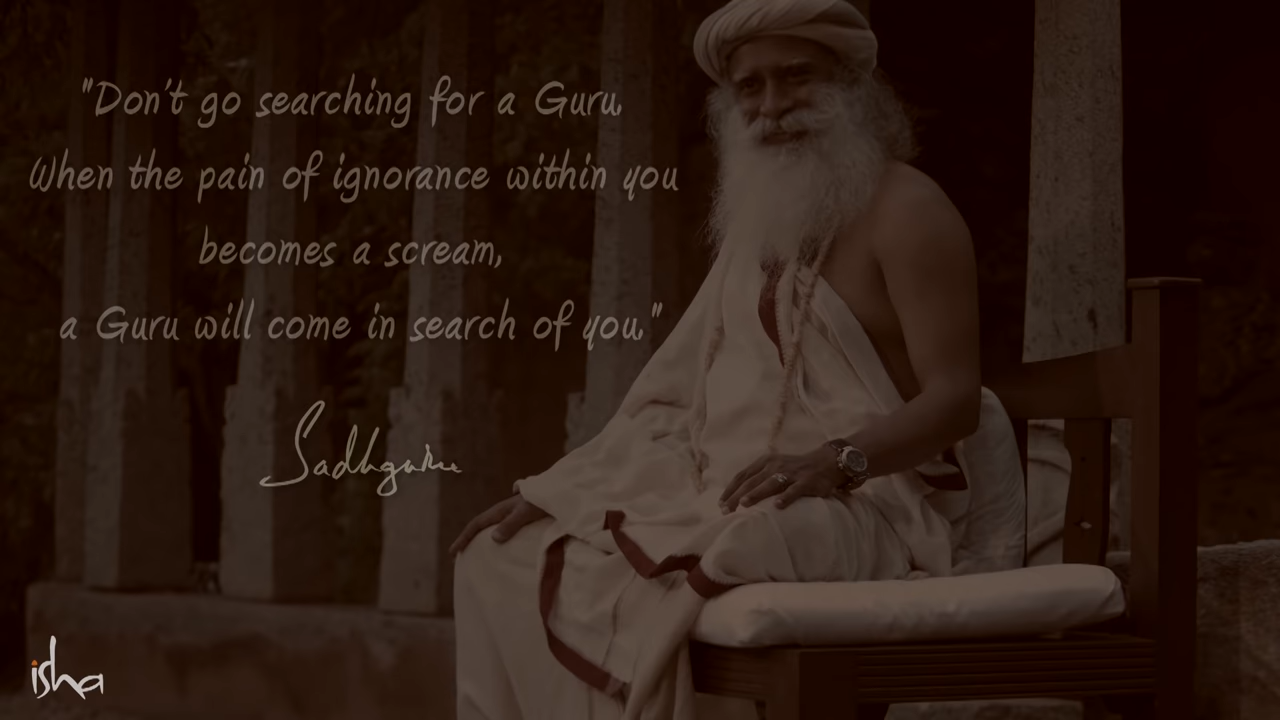 "Don't go searching for a Guru.
When the pain of ignorance within you
becomes a scream,
a Guru will come in search of you."
Sadhguru
isha